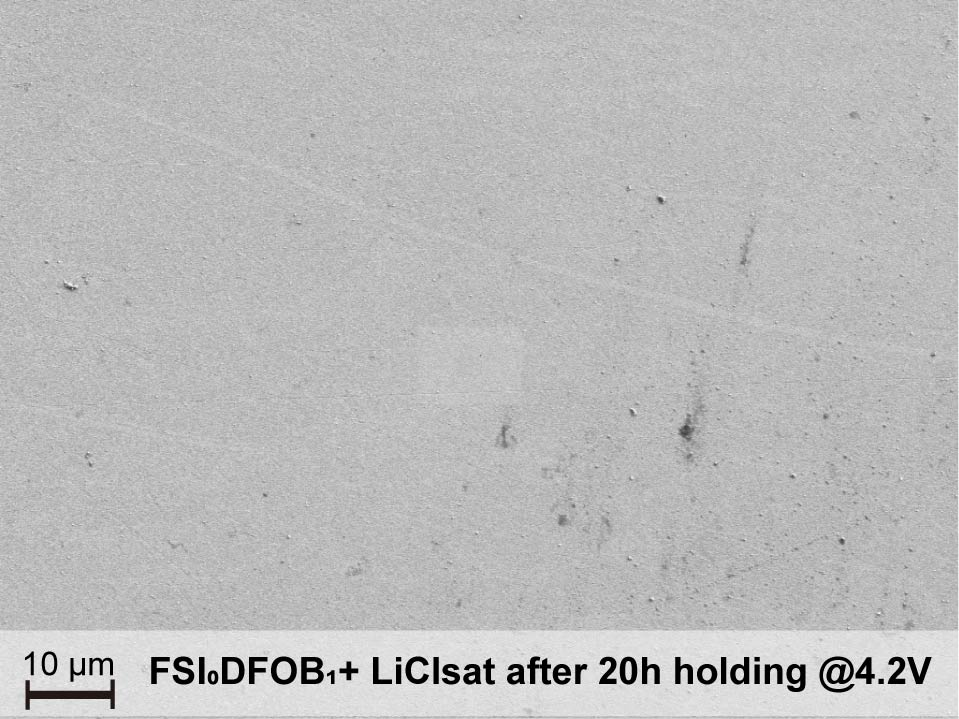 10 µm
FSI₀DFOB₁+ LiClsat after 20h holding @4.2V